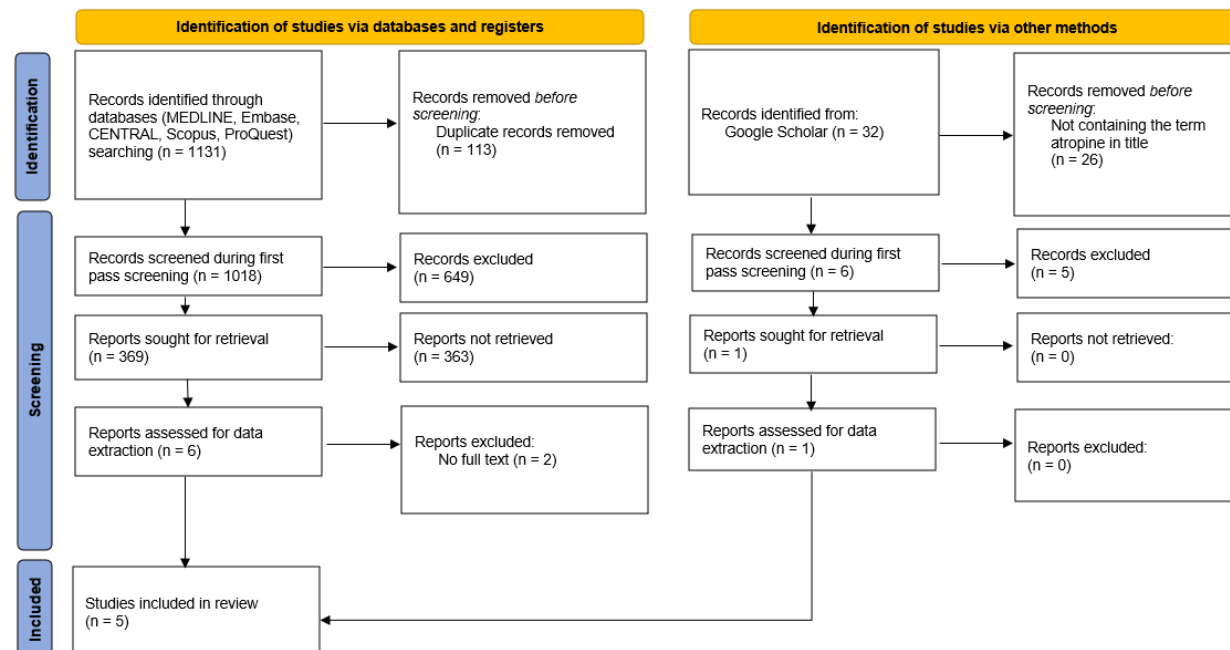 Identification of studies via databases and registers
Identification of studies via other methods
Identification
Records identified through
databases (MEDLINE, Embase,
CENTRAL, Scopus, ProQuest)
searching (n = 1131)
Records removed before
screening:
Duplicate records removed
(n = 113)
Records identified from:
Google Scholar (n = 32)
Records removed before
screening:
Not containing the term
atropine in title
(n = 26)
Screening
Records screened during first
pass screening (n = 1018)
Records excluded
(n = 649)
Records screened during first
pass screening (n = 6)
Records excluded
(n = 5)
Reports sought for retrieval
(n = 369)
Reports not retrieved
(n = 363)
Reports sought for retrieval
(n = 1)
Reports not retrieved:
(n = 0)
Reports assessed for data
extraction (n = 6)
Reports excluded:
No full text (n = 2)
Reports assessed for data
extraction (n = 1)
Reports excluded:
(n = 0)
Included
Studies included in review
(n = 5)